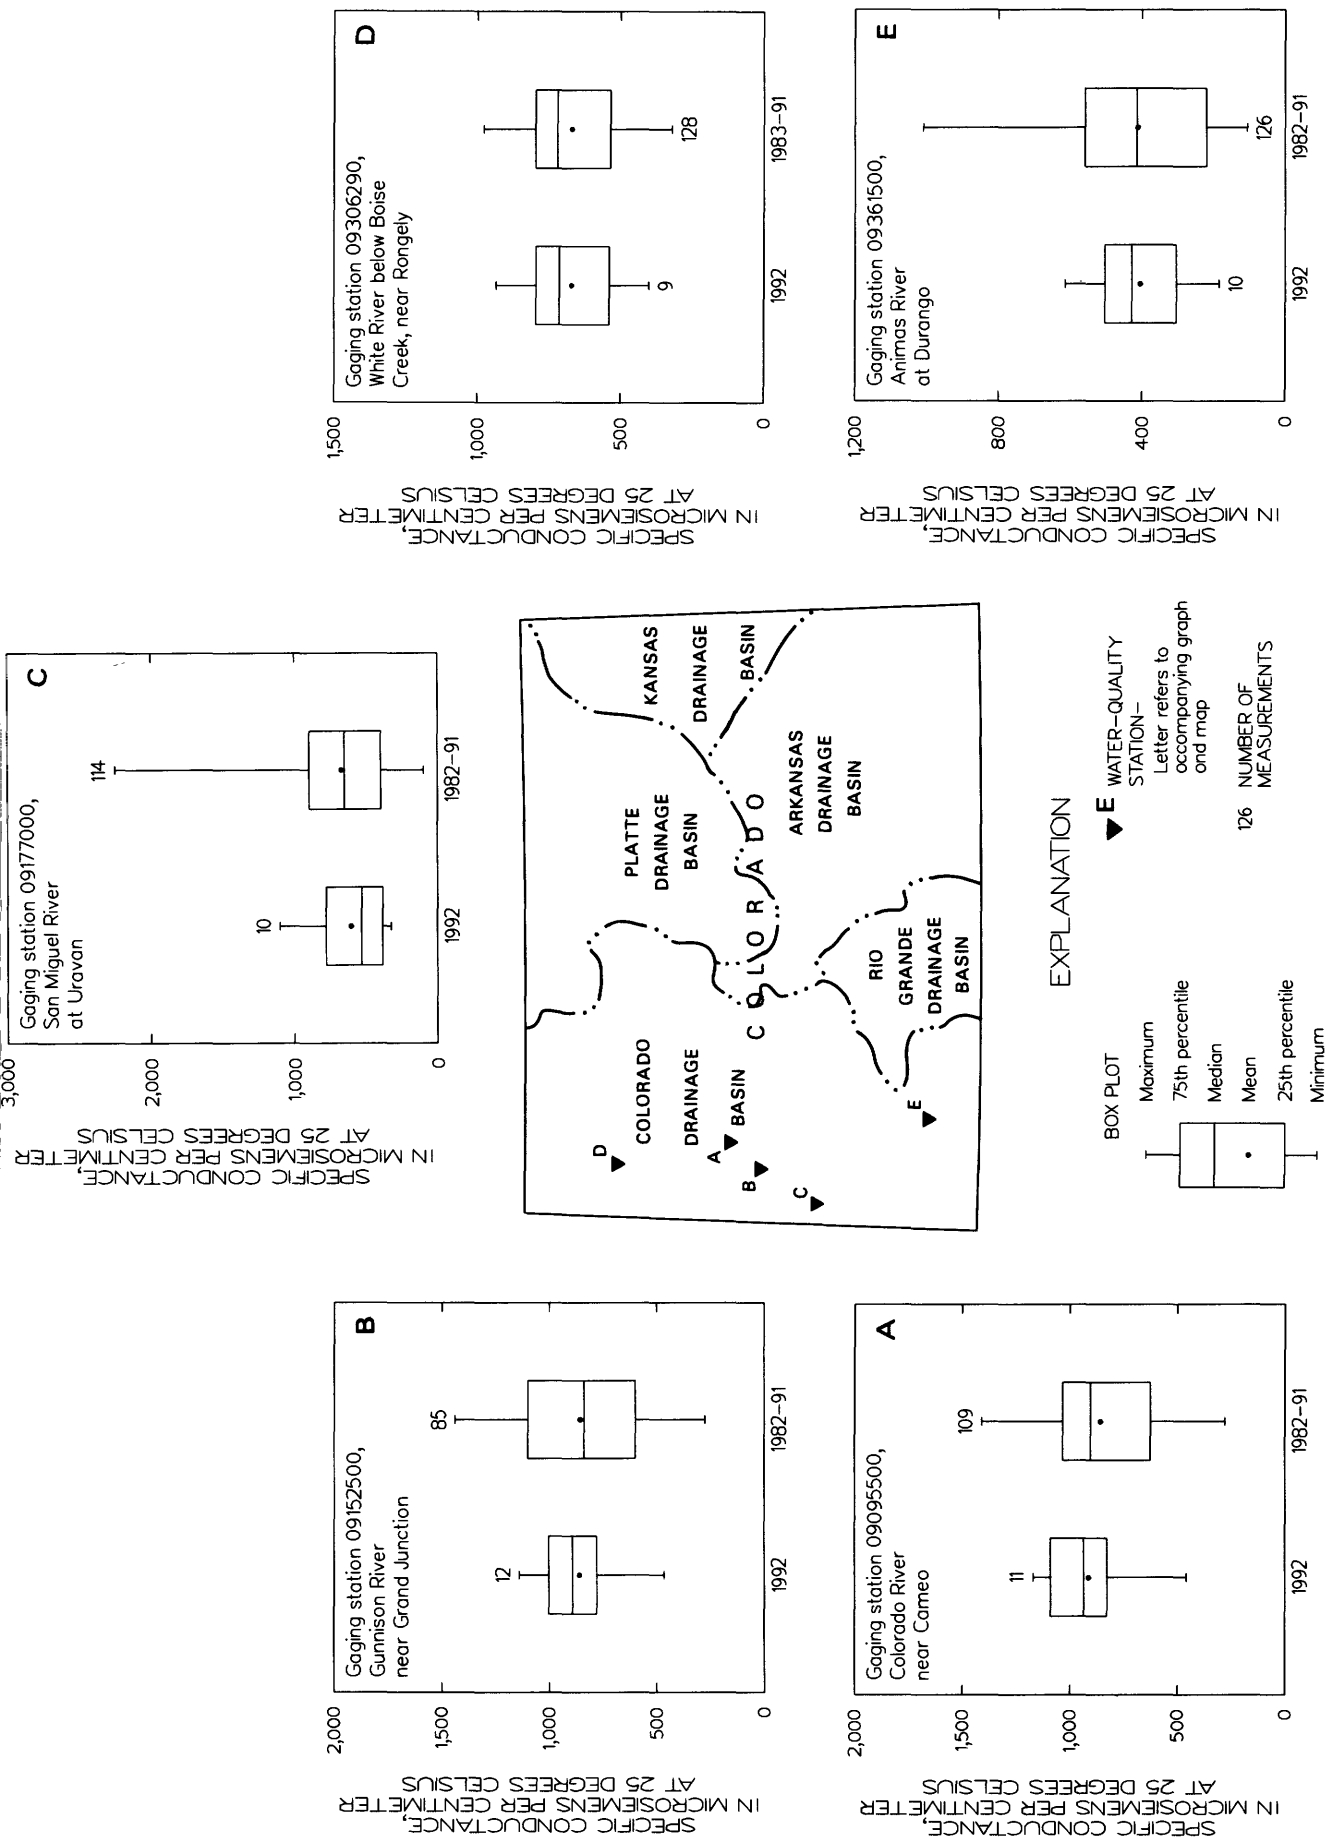 3,000
2,000
1,000
0
SPECIFIC CONDUCTANCE,
IN MICROSIEMENS PER CENTIMETER
AT 25 DEGREES CELSIUS
Gaging station 09177000,
San Miguel River
at Uravan
C
10
114
1992
1982-91
2,000
1,500
1,000
500
0
SPECIFIC CONDUCTANCE,
IN MICROSIEMENS PER CENTIMETER
AT 25 DEGREES CELSIUS
Gaging station 09152500,
Gunnison River
near Grand Junction
B
12
85
1992
1982-91
1,500
1,000
500
0
SPECIFIC CONDUCTANCE,
IN MICROSIEMENS PER CENTIMETER
AT 25 DEGREES CELSIUS
Gaging station 09306290,
White River below Boise
Creek, near Rangely
D
9
128
1992
1983-91
2,000
1,500
1,000
500
0
SPECIFIC CONDUCTANCE,
IN MICROSIEMENS PER CENTIMETER
AT 25 DEGREES CELSIUS
Gaging station 09095500,
Colorado River
near Cameo
A
11
109
1992
1982-91
1,200
800
400
0
SPECIFIC CONDUCTANCE,
IN MICROSIEMENS PER CENTIMETER
AT 25 DEGREES CELSIUS
Gaging station 09361500,
Animas River
at Durango
E
10
126
1992
1982-91
COLORADO
DRAINAGE
BASIN
PLATTE
DRAINAGE
BASIN
KANSAS
DRAINAGE
BASIN
COLORADO
ARKANSAS
DRAINAGE
BASIN
RIO
GRANDE
DRAINAGE
BASIN
D
A
B
C
E
EXPLANATION
BOX PLOT
Maximum
75th percentile
Median
Mean
25th percentile
Minimum
E WATER-QUALITY
STATION-
Letter refers to
accompanying graph
and map
126 NUMBER OF
MEASUREMENTS